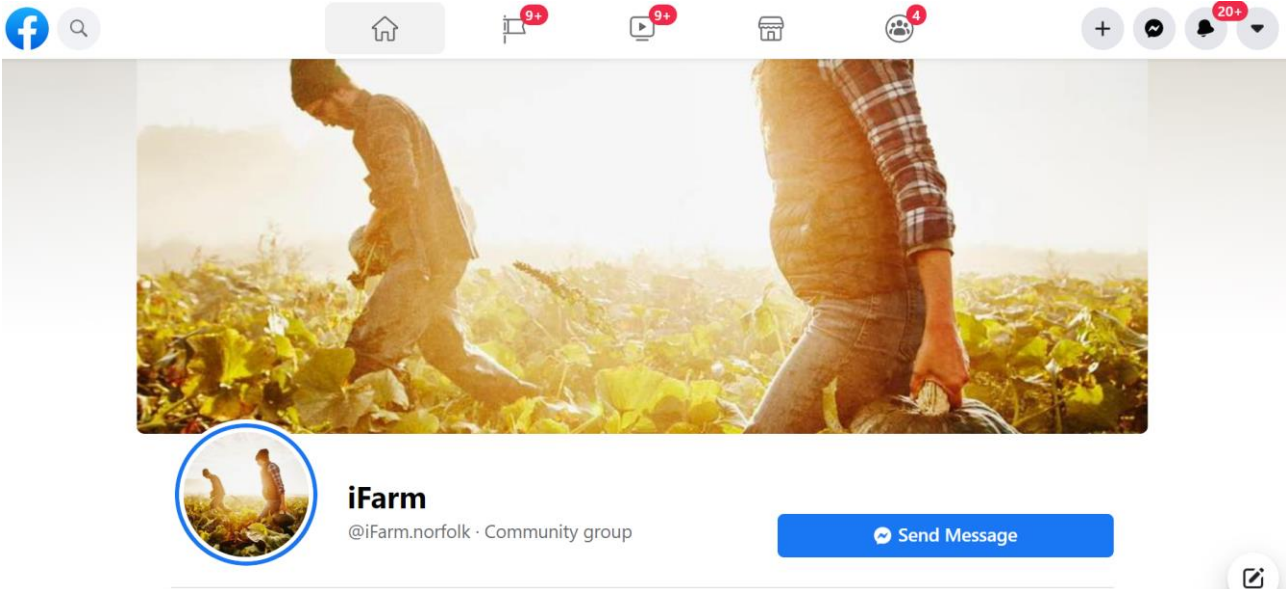 9+
9+
4
20+
iFarm
@iFarm.norfolk · Community group
Send Message